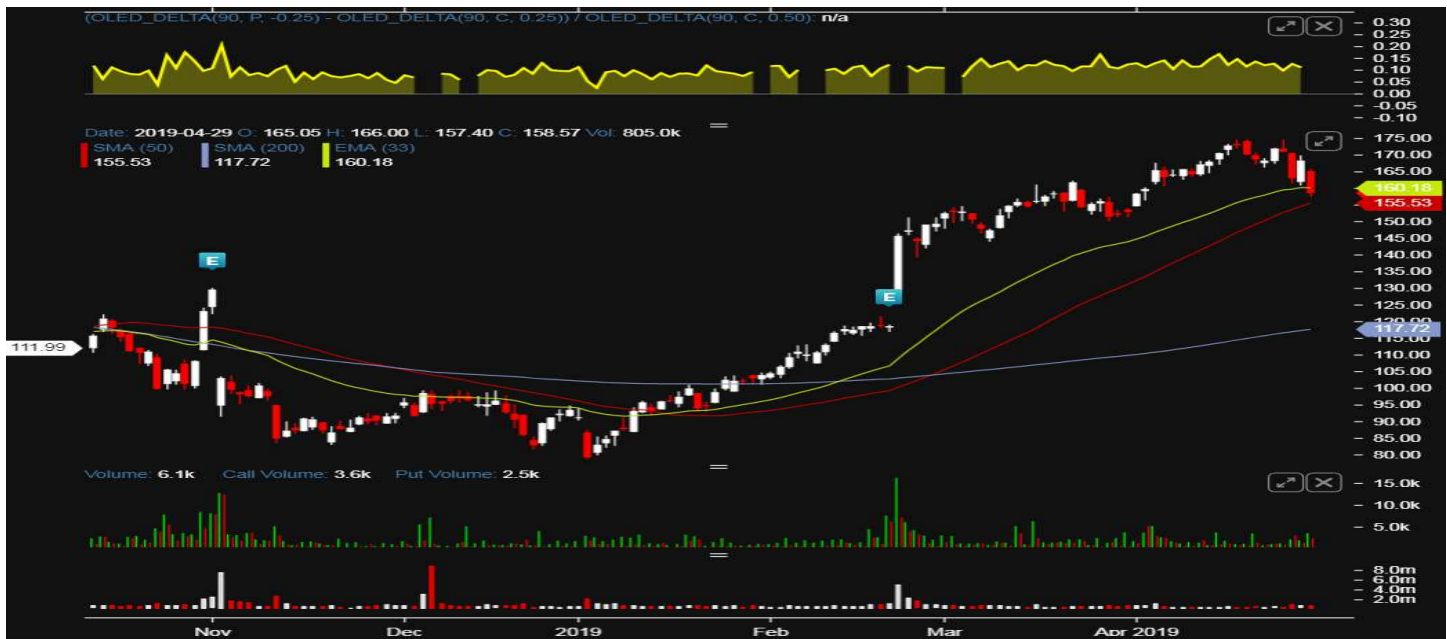 (OLED_DELTA(90, P, -0.25) - OLED_DELTA(90, C, 0.25)) / OLED_DELTA(90, C, 0.50): n/a
0.30
0.25
0.20
0.15
0.10
0.05
0.00
-0.05
-0.10
Date: 2019-04-29 O: 165.05 H: 166.00 L: 157.40 C: 158.57 Vol: 805.0k
SMA (50) SMA (200) EMA (33)
155.53 117.72 160.18
175.00
170.00
165.00
160.18
155.53
150.00
145.00
140.00
135.00
130.00
125.00
120.00
117.72
115.00
110.00
105.00
100.00
95.00
90.00
85.00
80.00
E
E
111.99
Volume: 6.1k Call Volume: 3.6k Put Volume: 2.5k
15.0k
10.0k
5.0k
8.0m
4.0m
2.0m
Nov Dec 2019 Feb Mar Apr 2019